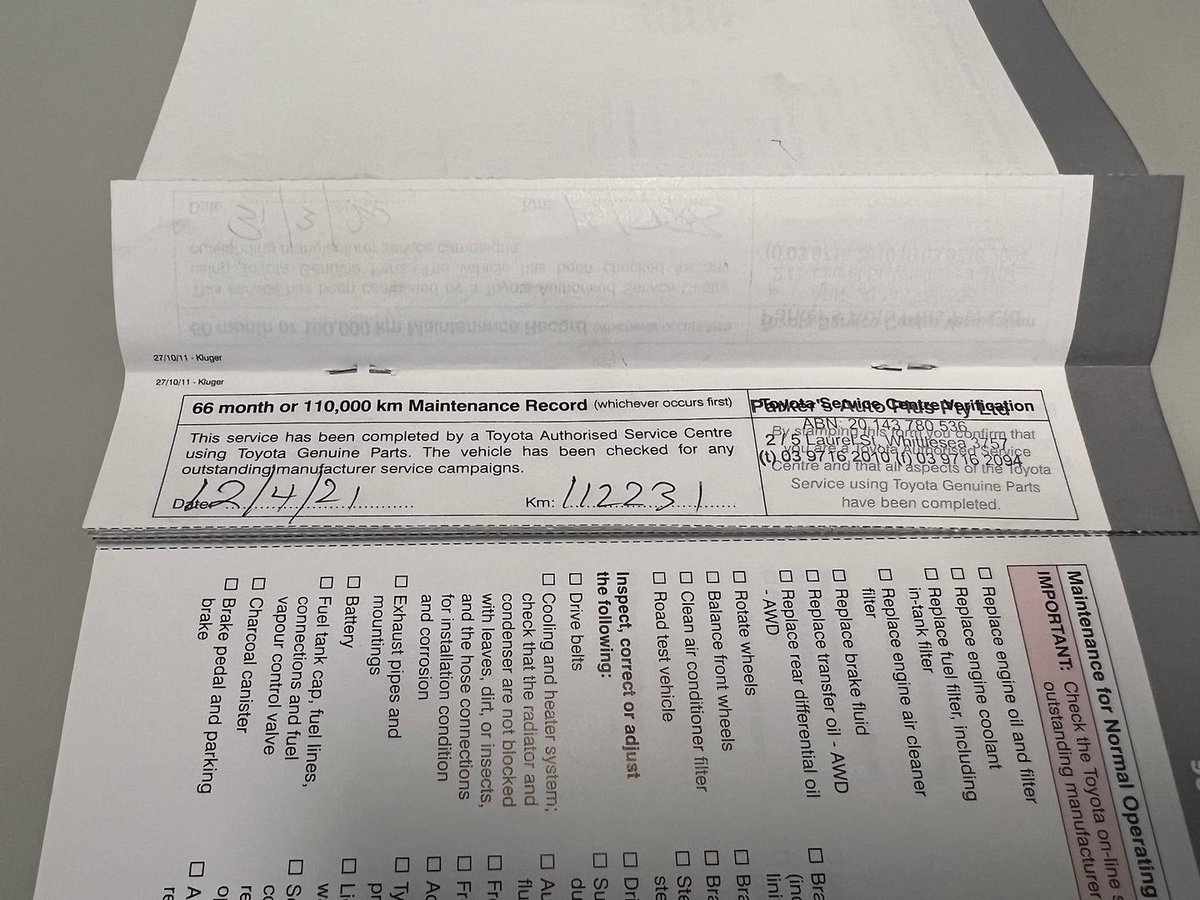 27/10/11 - Kluger
27/10/11 - Kluger
66 month or 110,000 km Maintenance Record (whichever occurs first)
This service has been completed by a Toyota Authorised Service Centre
using Toyota Genuine Parts. The vehicle has been checked for any
outstanding manufacturer service campaigns.
Date: 12/4/21 Km: 112231
Toyota Service Centre Verification
Parker's Auto Plus Pty Ltd
ABN: 20 143 780 536
2 / 5 Laurel St, Whittlesea 3757
(t) 03 9716 2010 (f) 03 9716 2094
By stamping this form you confirm that
you are a Toyota Authorised Service
Centre and that all aspects of the Toyota
Service using Toyota Genuine Parts
have been completed.
Maintenance for Normal Operating
IMPORTANT: Check the Toyota on-line
outstanding manufacturer
Replace engine oil and filter
Replace engine coolant
Replace fuel filter, including
in-tank filter
Replace engine air cleaner
filter
Replace brake fluid
Replace transfer oil - AWD
Replace rear differential oil
- AWD
Rotate wheels
Balance front wheels
Clean air conditioner filter
Road test vehicle
Inspect, correct or adjust
the following:
Drive belts
Cooling and heater system;
check that the radiator and
condenser are not blocked
with leaves, dirt, or insects,
and the hose connections
for installation condition
and corrosion
Exhaust pipes and
mountings
Battery
Fuel tank cap, fuel lines,
connections and fuel
vapour control valve
Charcoal canister
Brake pedal and parking
brake